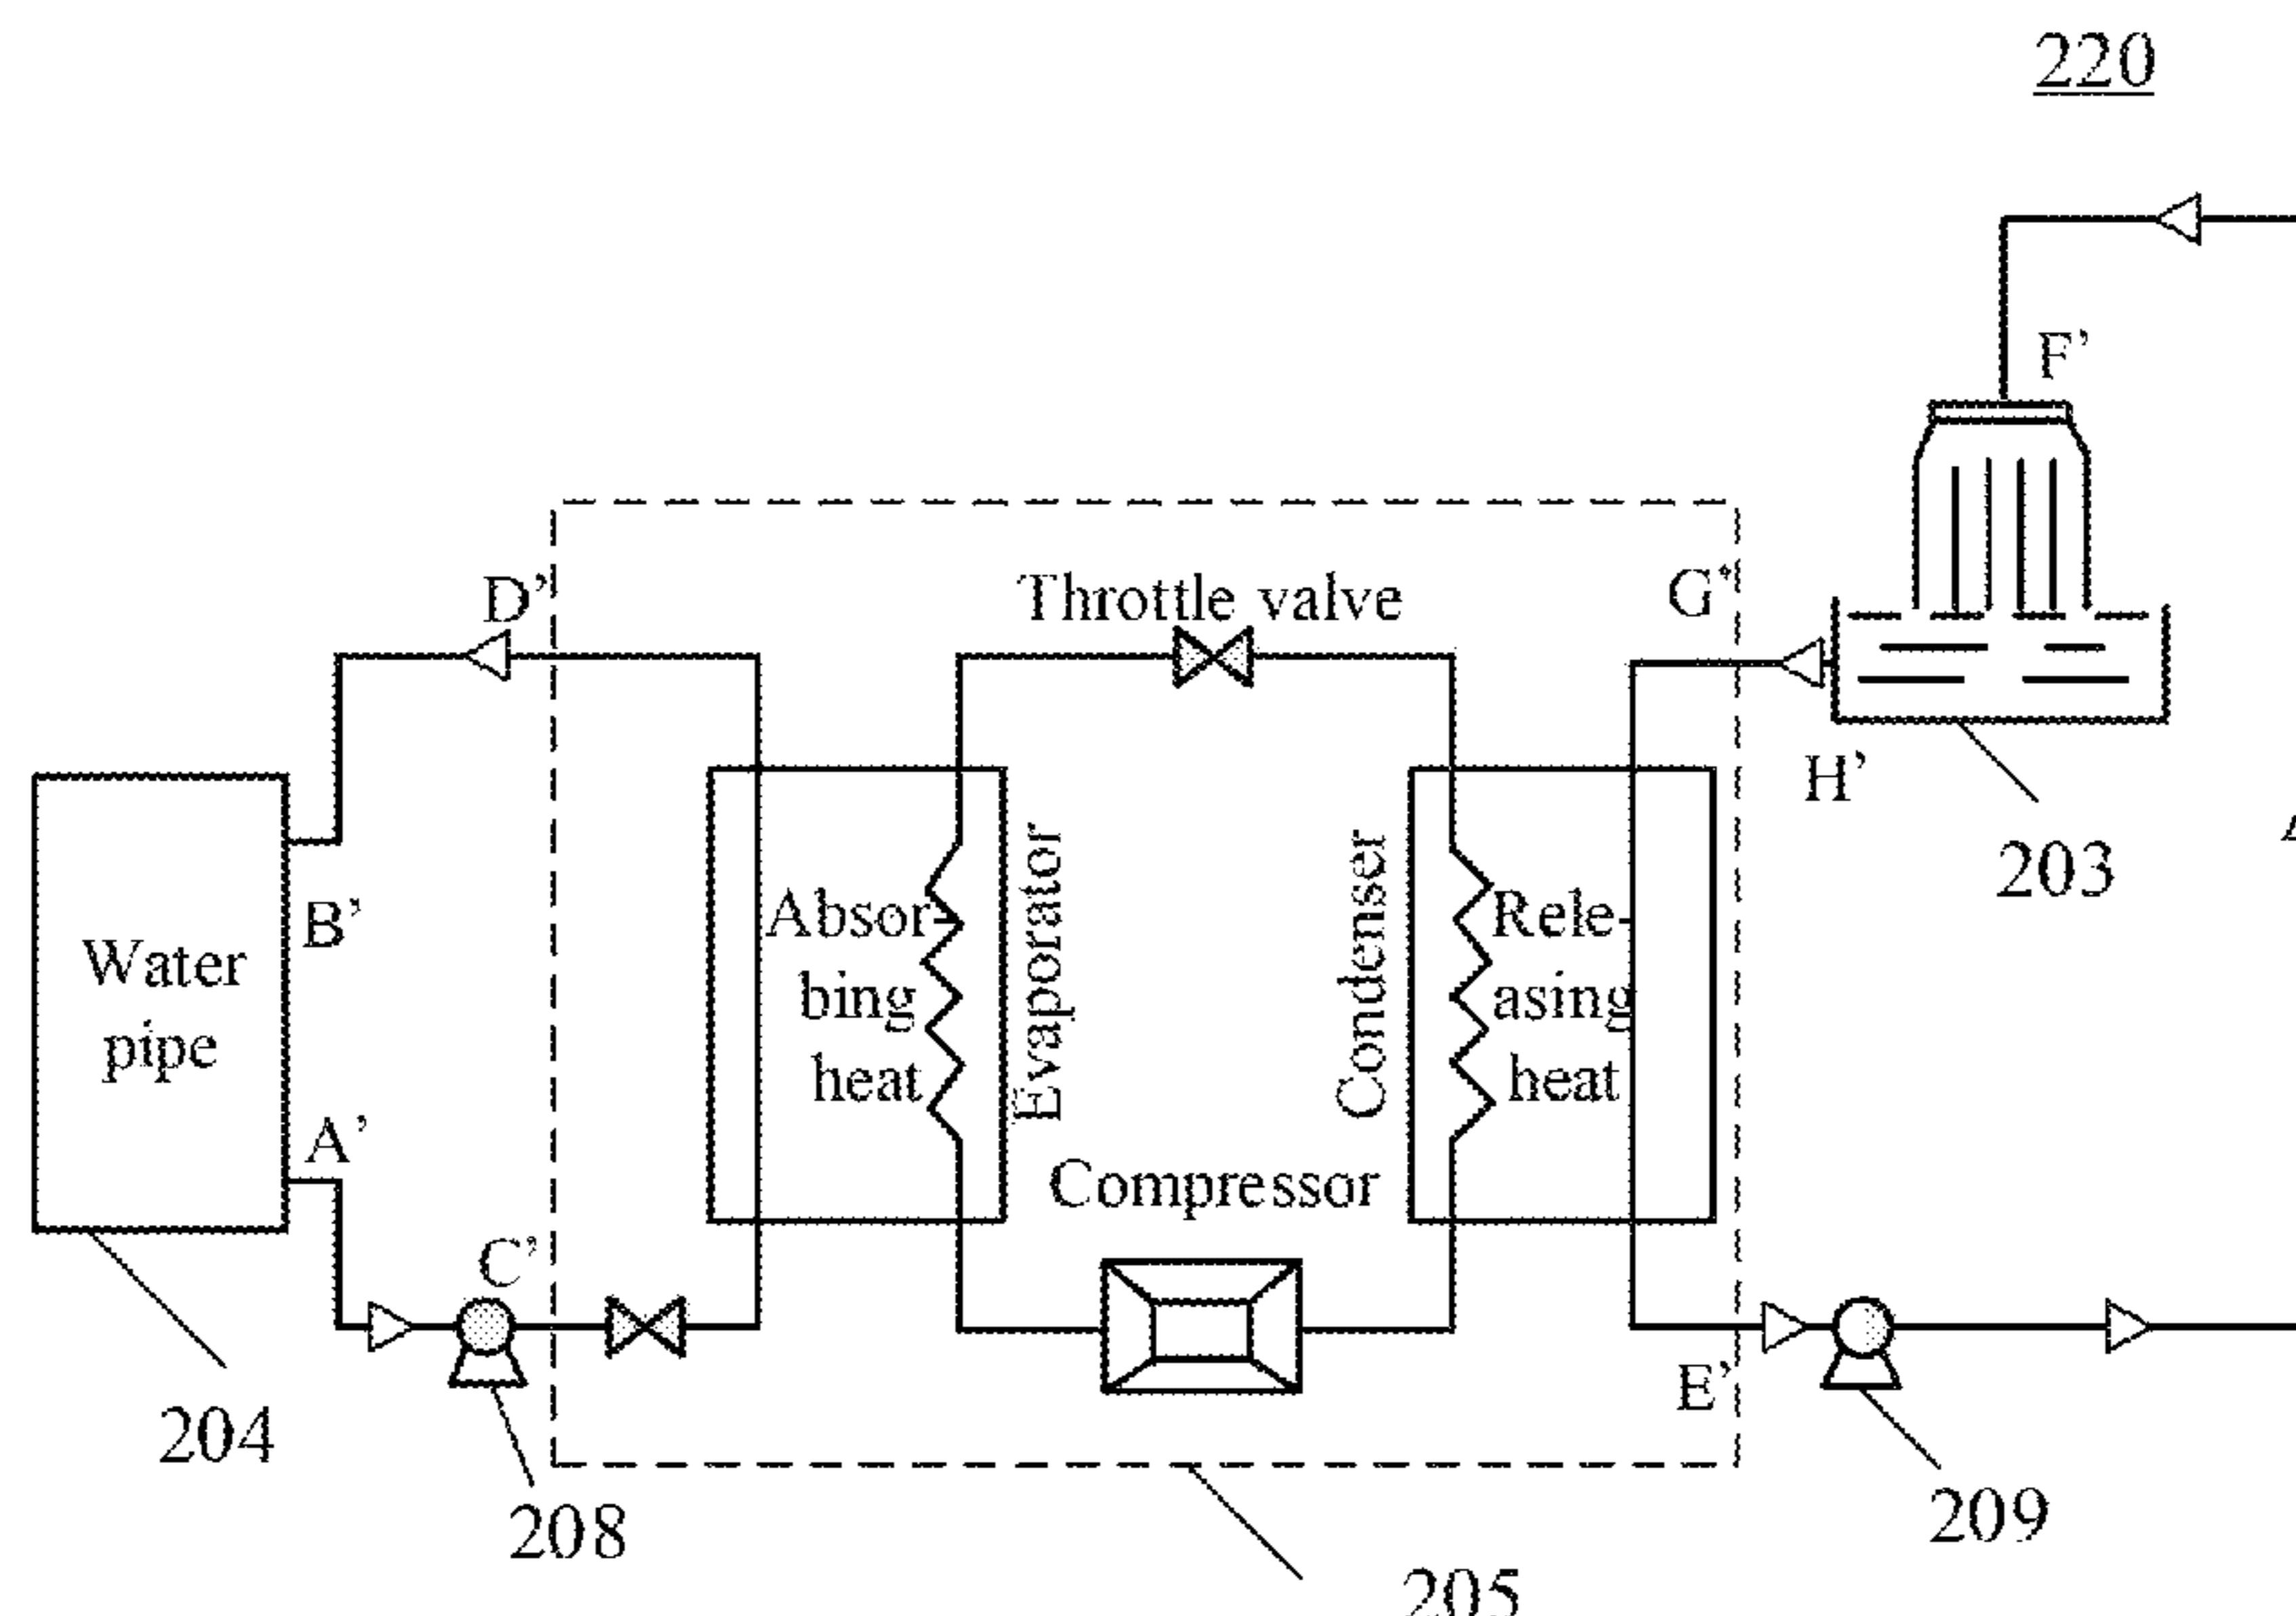 220
F’
D’
Throttle valve
G’
H’
203
B’
Water
pipe
Absor-
bing
heat
Evaporator
Condenser
Rele-
asing
heat
A’
Compressor
C’
E’
204
208
209
205